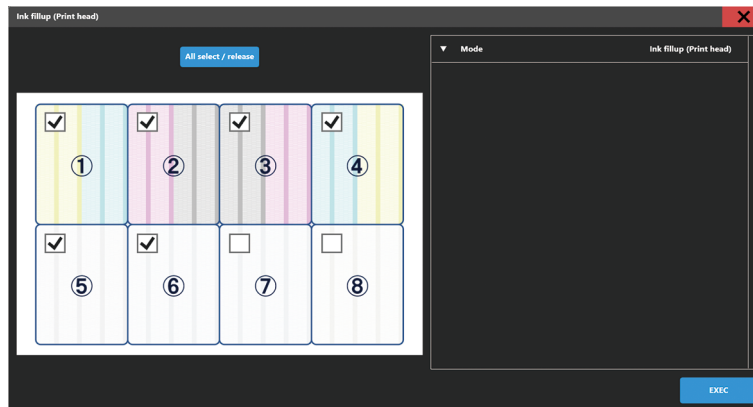 Ink fillup (Print head)
All select / release
▼ Mode Ink fillup (Print head)
① ② ③ ④
⑤ ⑥ ⑦ ⑧
EXEC